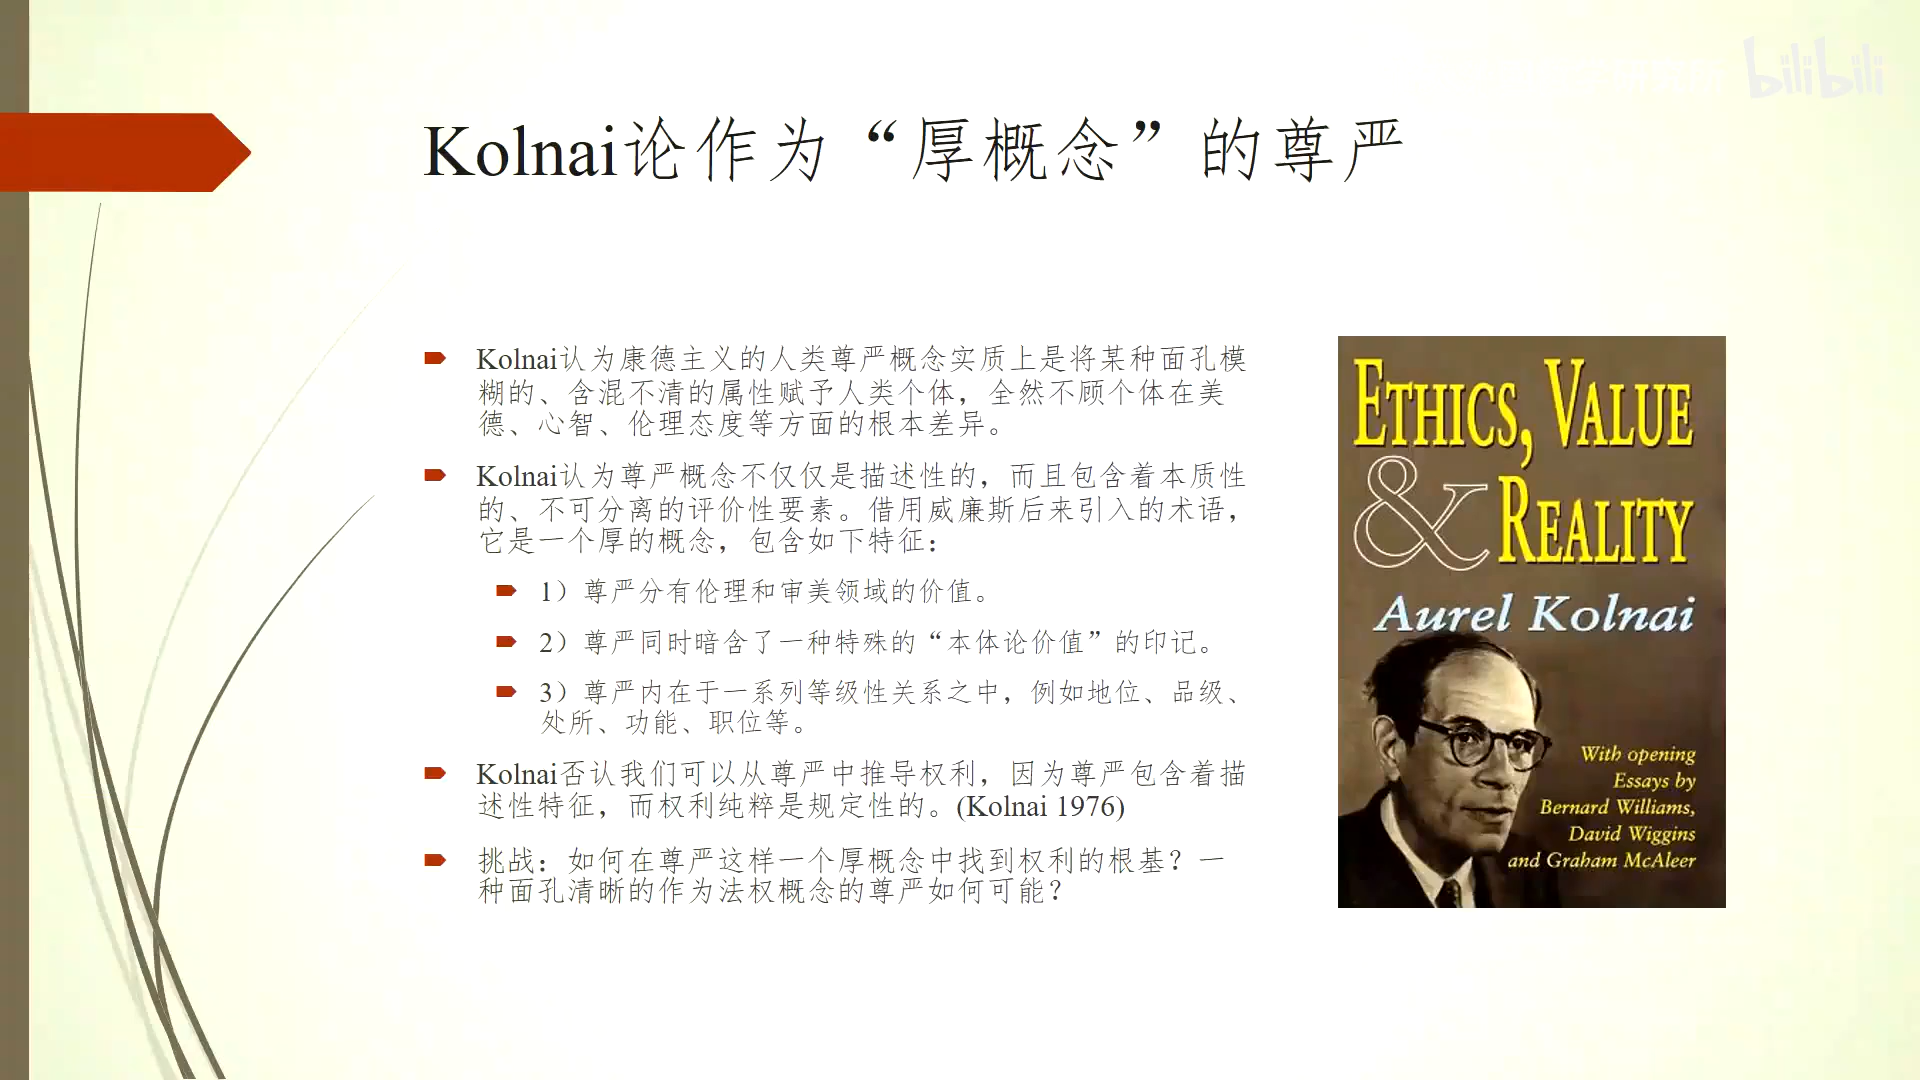 bilibili
Kolnai论作为“厚概念”的尊严
Kolnai认为康德主义的人类尊严概念实质上是将某种面孔模
糊的、含混不清的属性赋予人类个体，全然不顾个体在美
德、心智、伦理态度等方面的根本差异。
Kolnai认为尊严概念不仅仅是描述性的，而且包含着本质性
的、不可分离的评价性要素。借用威廉斯后来引入的术语，
它是一个厚的概念，包含如下特征：
1）尊严分有伦理和审美领域的价值。
2）尊严同时暗含了一种特殊的“本体论价值”的印记。
3）尊严内在于一系列等级性关系之中，例如地位、品级、
处所、功能、职位等。
Kolnai否认我们可以从尊严中推导权利，因为尊严包含着描
述性特征，而权利纯粹是规定性的。(Kolnai 1976)
挑战：如何在尊严这样一个厚概念中找到权利的根基？一
种面孔清晰的作为法权概念的尊严如何可能？
ETHICS, VALUE
&
REALITY
Aurel Kolnai
With opening
Essays by
Bernard Williams,
David Wiggins
and Graham McAleer